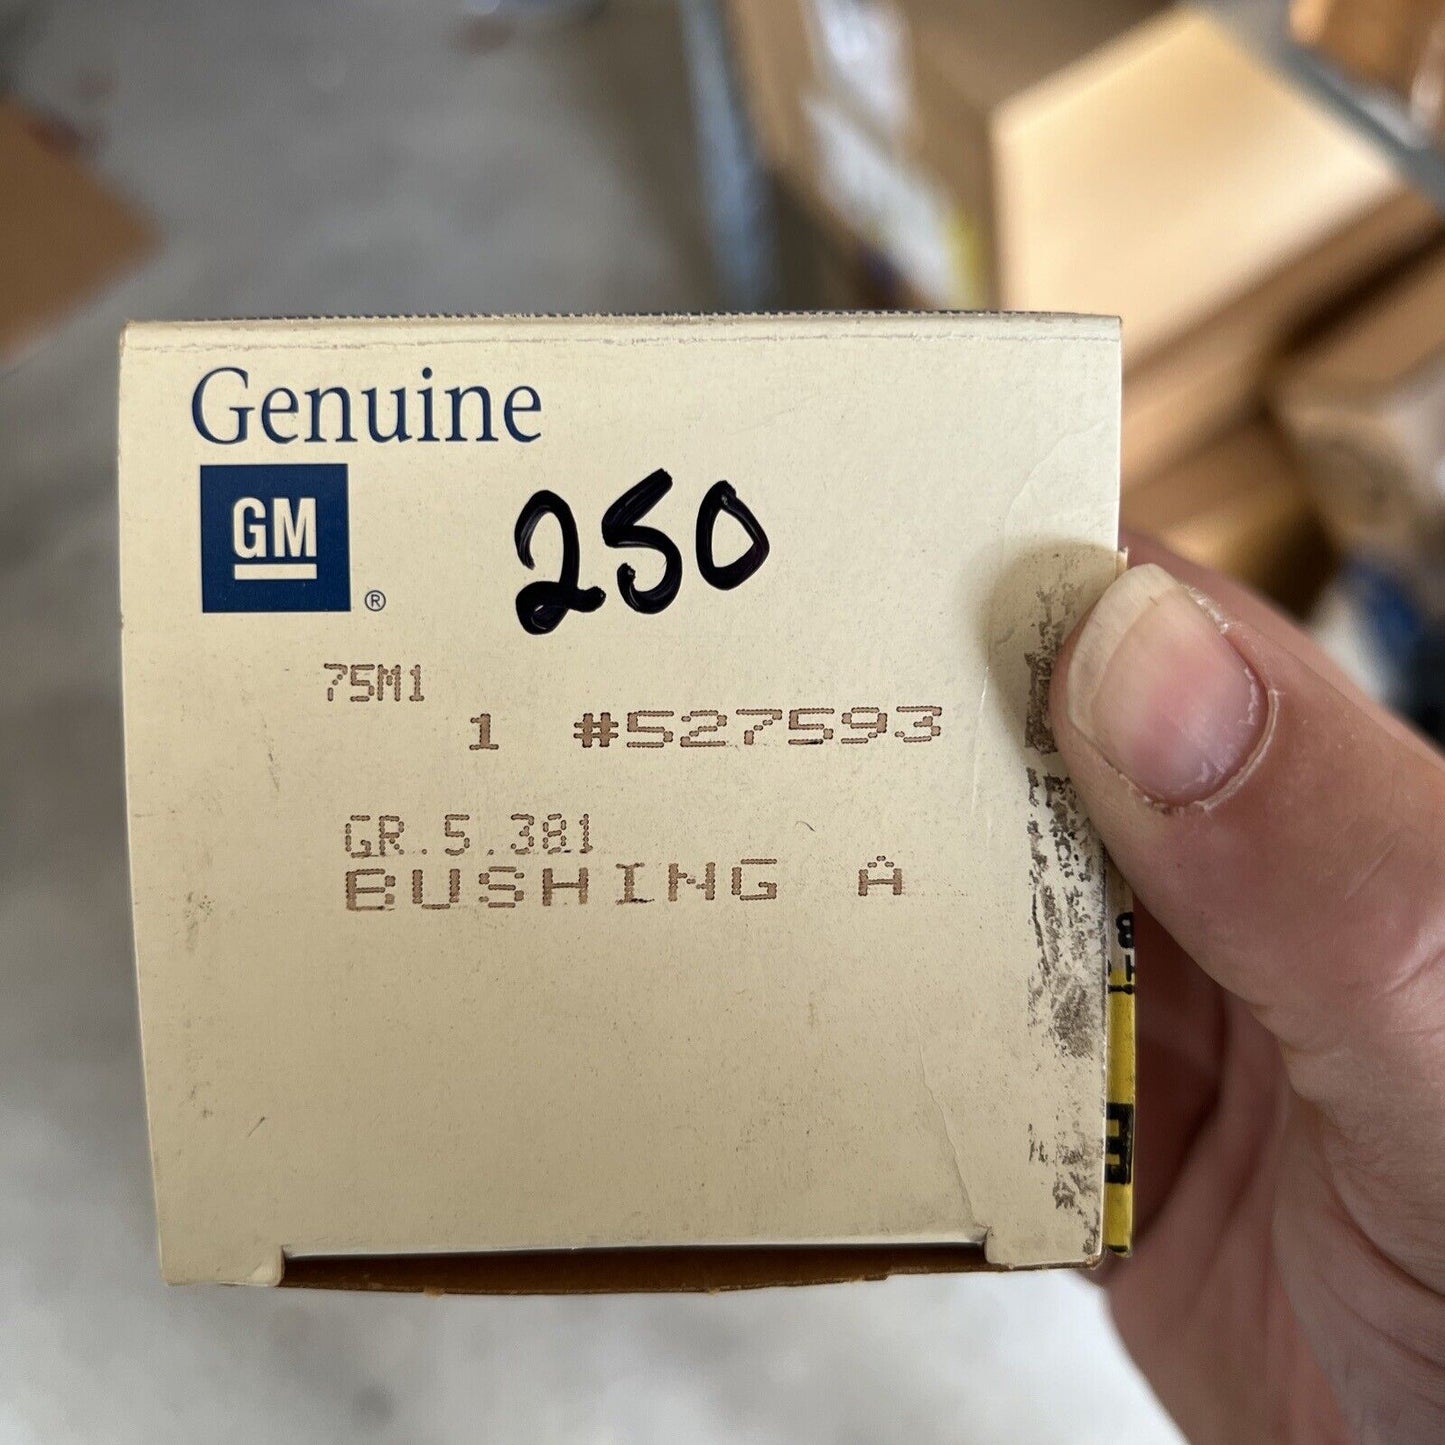 Genuine
GM ®
250
75M1
1 #527593
GR.5.381
BUSHING A